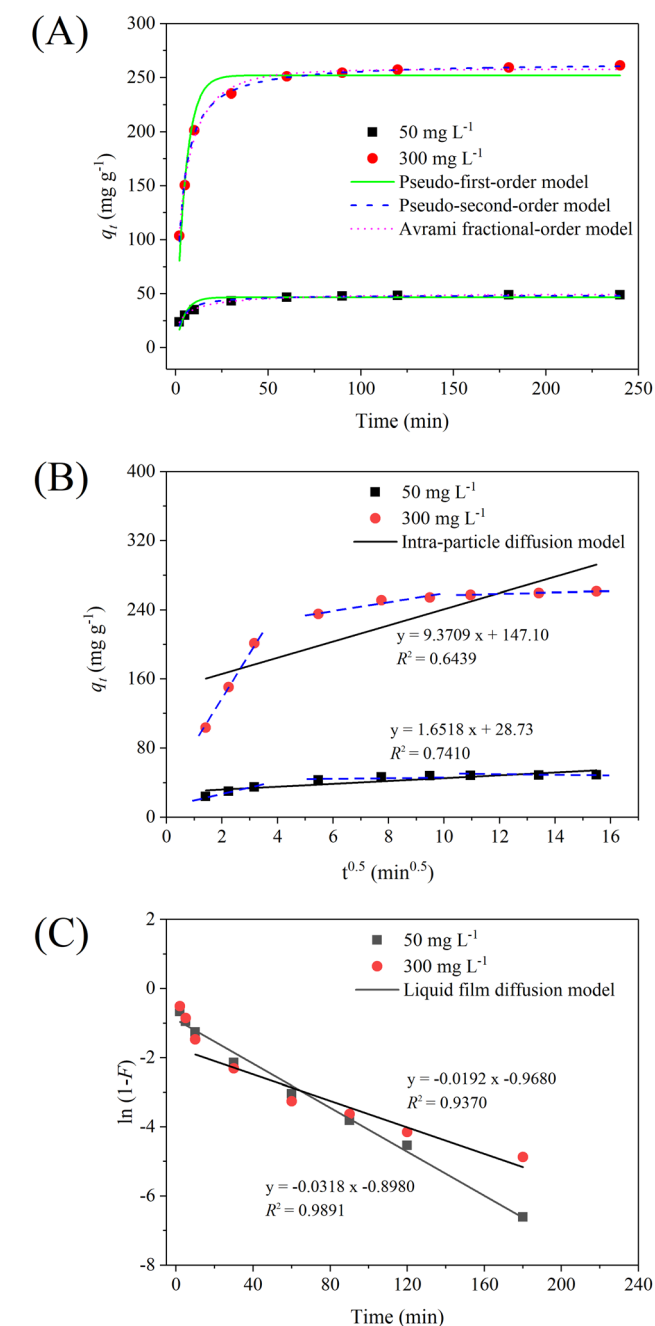 (A)
300
250
200
150
100
50
0
q_t (mg g⁻¹)
50 mg L⁻¹
300 mg L⁻¹
Pseudo-first-order model
Pseudo-second-order model
Avrami fractional-order model
0 50 100 150 200 250
Time (min)
(B)
400
320
240
160
80
0
q_t (mg g⁻¹)
50 mg L⁻¹
300 mg L⁻¹
Intra-particle diffusion model
y = 9.3709 x + 147.10
R² = 0.6439
y = 1.6518 x + 28.73
R² = 0.7410
0 2 4 6 8 10 12 14 16
t⁰·⁵ (min⁰·⁵)
(C)
2
0
-2
-4
-6
-8
ln (1-F)
50 mg L⁻¹
300 mg L⁻¹
Liquid film diffusion model
y = -0.0192 x -0.9680
R² = 0.9370
y = -0.0318 x -0.8980
R² = 0.9891
0 40 80 120 160 200 240
Time (min)